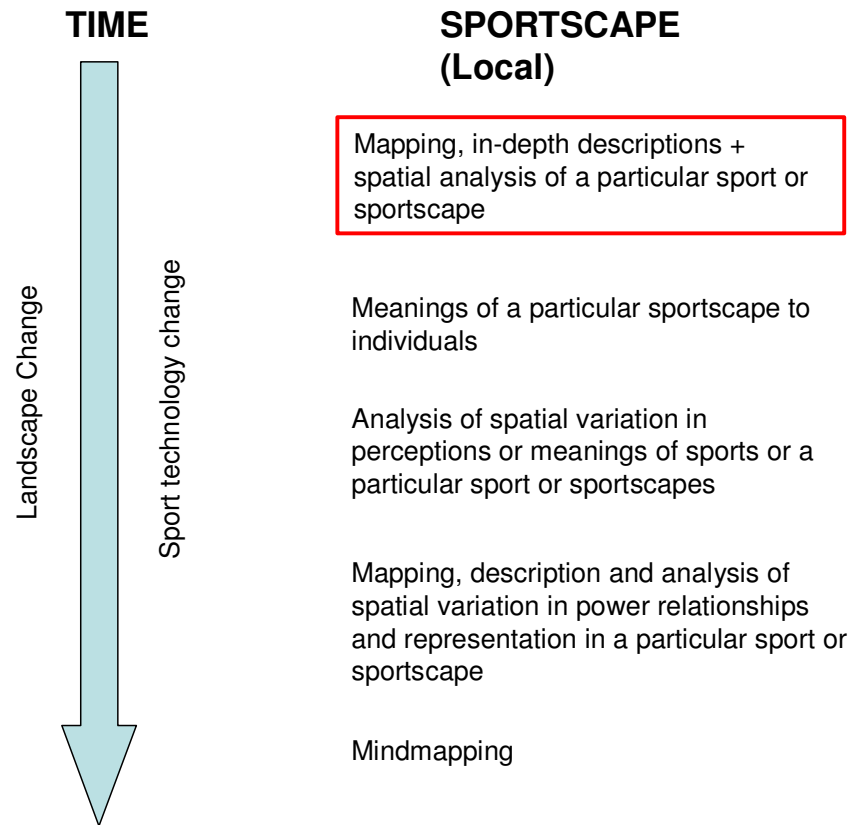 TIME
SPORTSCAPE
(Local)
Mapping, in-depth descriptions +
spatial analysis of a particular sport or
sportscape
Landscape Change
Sport technology change
Meanings of a particular sportscape to
individuals
Analysis of spatial variation in
perceptions or meanings of sports or a
particular sport or sportscapes
Mapping, description and analysis of
spatial variation in power relationships
and representation in a particular sport or
sportscape
Mindmapping